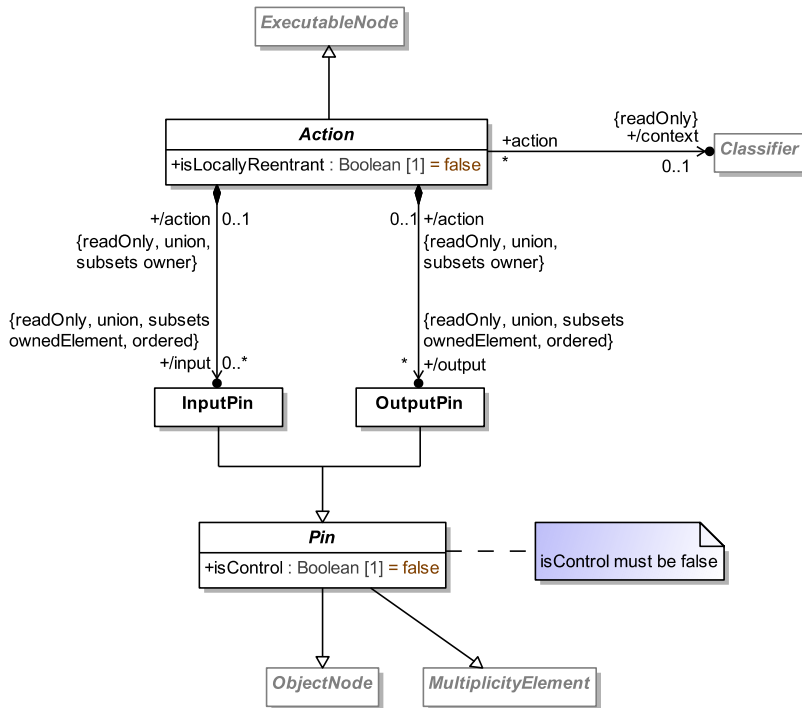 ExecutableNode
Action
+isLocallyReentrant : Boolean [1] = false
+action
*
{readOnly}
+/context
0..1
Classifier
+/action 0..1
{readOnly, union,
subsets owner}
0..1 +/action
{readOnly, union,
subsets owner}
{readOnly, union, subsets
ownedElement, ordered}
+/input 0..*
{readOnly, union, subsets
ownedElement, ordered}
* +/output
InputPin
OutputPin
Pin
+isControl : Boolean [1] = false
isControl must be false
ObjectNode
MultiplicityElement